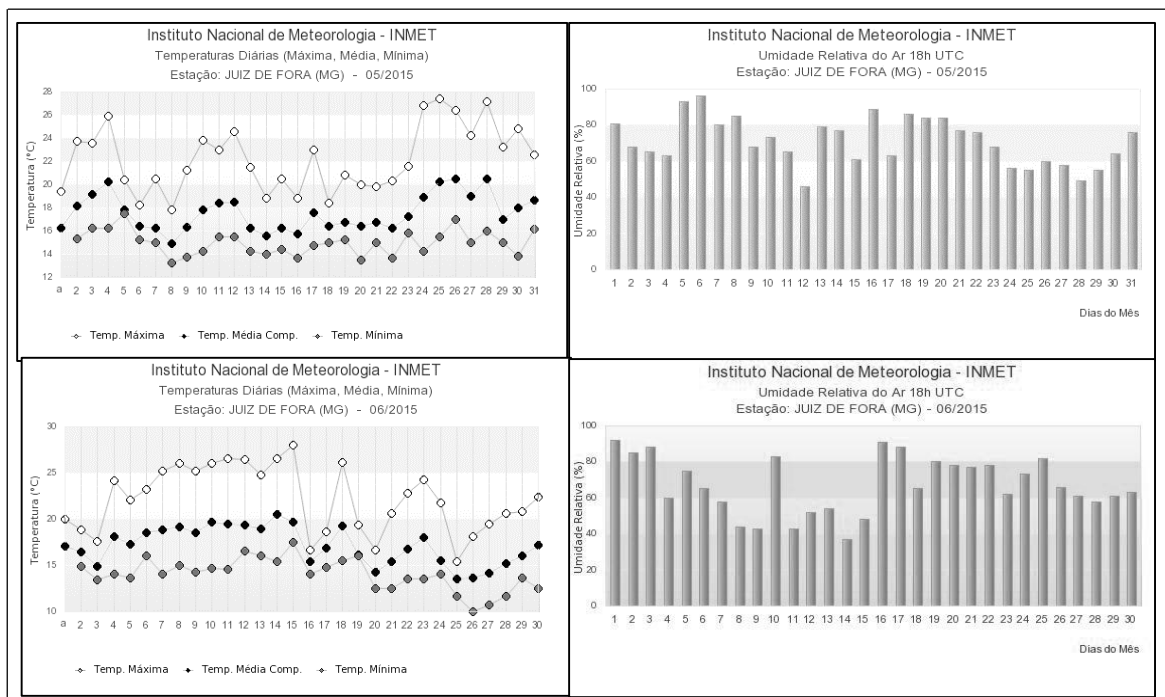 Instituto Nacional de Meteorologia - INMET
Temperaturas Diárias (Máxima, Média, Mínima)
Estação: JUIZ DE FORA (MG) - 05/2015
Temperatura (°C)
28
26
24
22
20
18
16
14
12
a 2 3 4 5 6 7 8 9 10 11 12 13 14 15 16 17 18 19 20 21 22 23 24 25 26 27 28 29 30 31
Temp. Máxima Temp. Média Comp. Temp. Mínima
Instituto Nacional de Meteorologia - INMET
Umidade Relativa do Ar 18h UTC
Estação: JUIZ DE FORA (MG) - 05/2015
Umidade Relativa (%)
100
80
60
40
20
0
1 2 3 4 5 6 7 8 9 10 11 12 13 14 15 16 17 18 19 20 21 22 23 24 25 26 27 28 29 30 31
Dias do Mês
Instituto Nacional de Meteorologia - INMET
Temperaturas Diárias (Máxima, Média, Mínima)
Estação: JUIZ DE FORA (MG) - 06/2015
Temperatura (°C)
30
25
20
15
10
a 2 3 4 5 6 7 8 9 10 11 12 13 14 15 16 17 18 19 20 21 22 23 24 25 26 27 28 29 30
Temp. Máxima Temp. Média Comp. Temp. Mínima
Instituto Nacional de Meteorologia - INMET
Umidade Relativa do Ar 18h UTC
Estação: JUIZ DE FORA (MG) - 06/2015
Umidade Relativa (%)
100
80
60
40
20
0
1 2 3 4 5 6 7 8 9 10 11 12 13 14 15 16 17 18 19 20 21 22 23 24 25 26 27 28 29 30
Dias do Mês